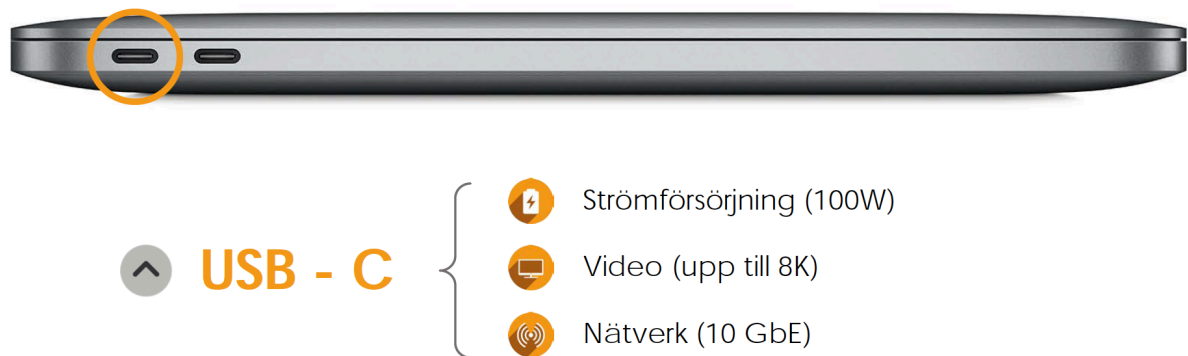 USB - C
Strömförsörjning (100W)
Video (upp till 8K)
Nätverk (10 GbE)